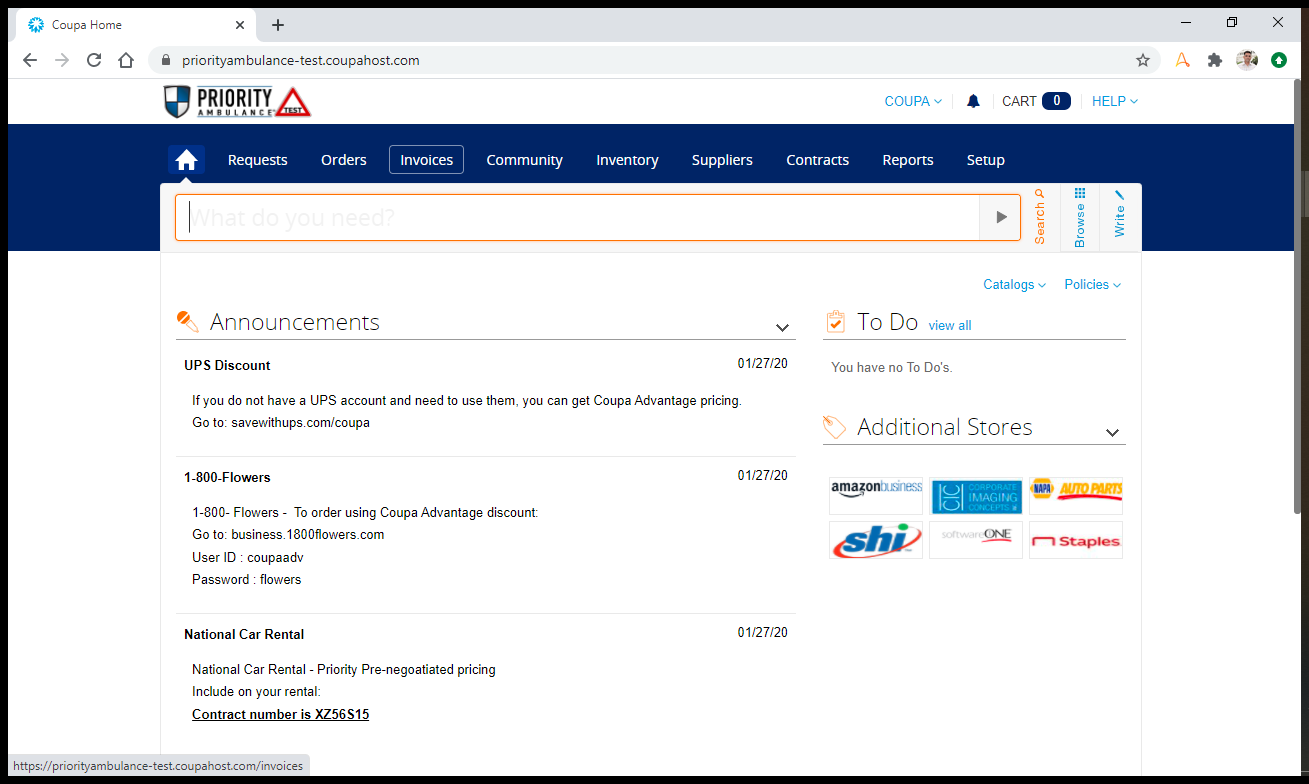 Coupa Home
priorityambulance-test.coupahost.com
PRIORITY
AMBULANCE
TEST
COUPA
CART 0
HELP
Requests Orders Invoices Community Inventory Suppliers Contracts Reports Setup
What do you need?
Search
Browse
Write
Catalogs Policies
Announcements
UPS Discount 01/27/20
If you do not have a UPS account and need to use them, you can get Coupa Advantage pricing.
Go to: savewithups.com/coupa
1-800-Flowers 01/27/20
1-800- Flowers - To order using Coupa Advantage discount:
Go to: business.1800flowers.com
User ID : coupaadv
Password : flowers
National Car Rental 01/27/20
National Car Rental - Priority Pre-negoatiated pricing
Include on your rental:
Contract number is XZ56S15
To Do view all
You have no To Do's.
Additional Stores
amazonbusiness
CORPORATE
IMAGING
CONCEPTS
NAPA AUTO PARTS
shi
softwareONE
Staples
https://priorityambulance-test.coupahost.com/invoices